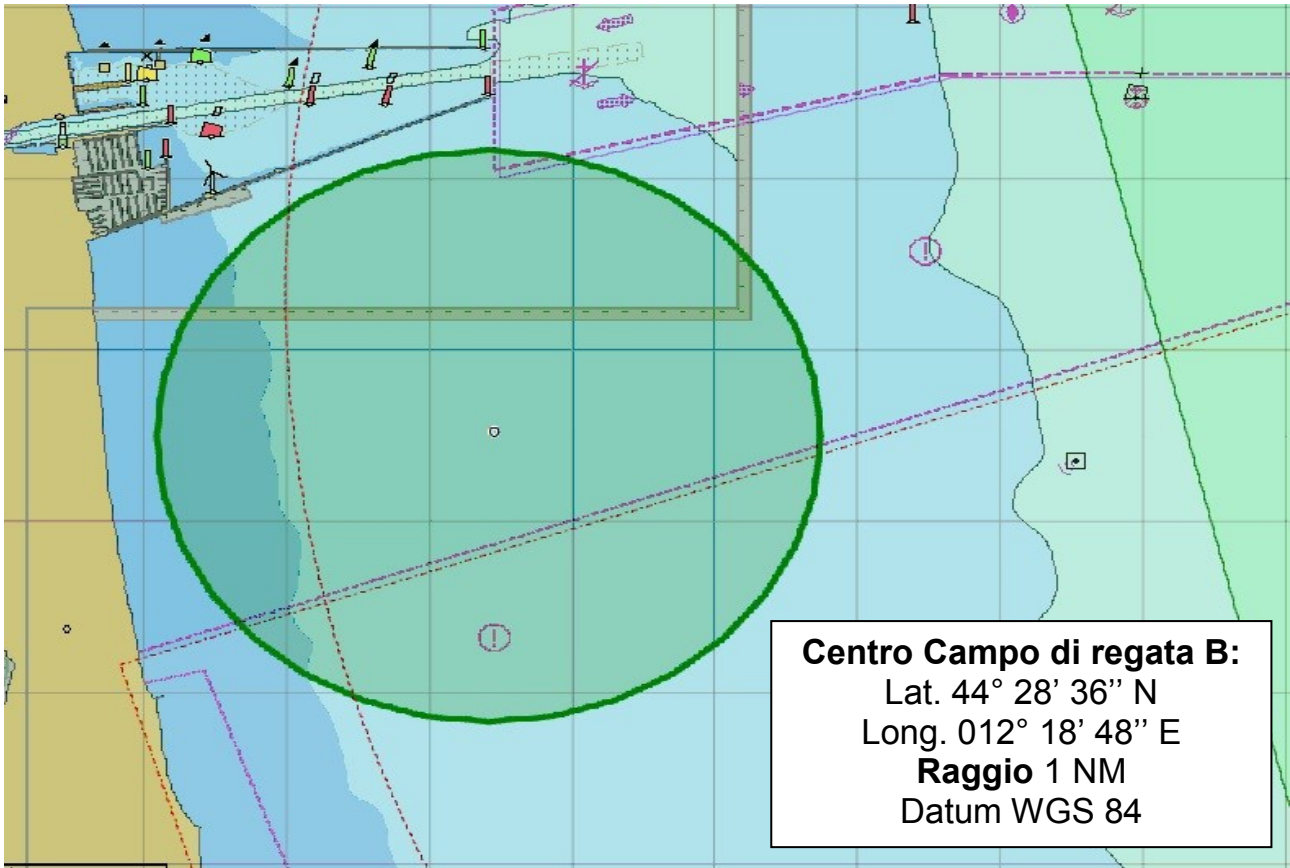 Centro Campo di regata B:
Lat. 44° 28’ 36’’ N
Long. 012° 18’ 48’’ E
Raggio 1 NM
Datum WGS 84